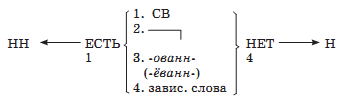 1. СВ
2.
НН ЕСТЬ НЕТ Н
1 4
3. -ованн-
(-ёванн-)
4. завис. слова